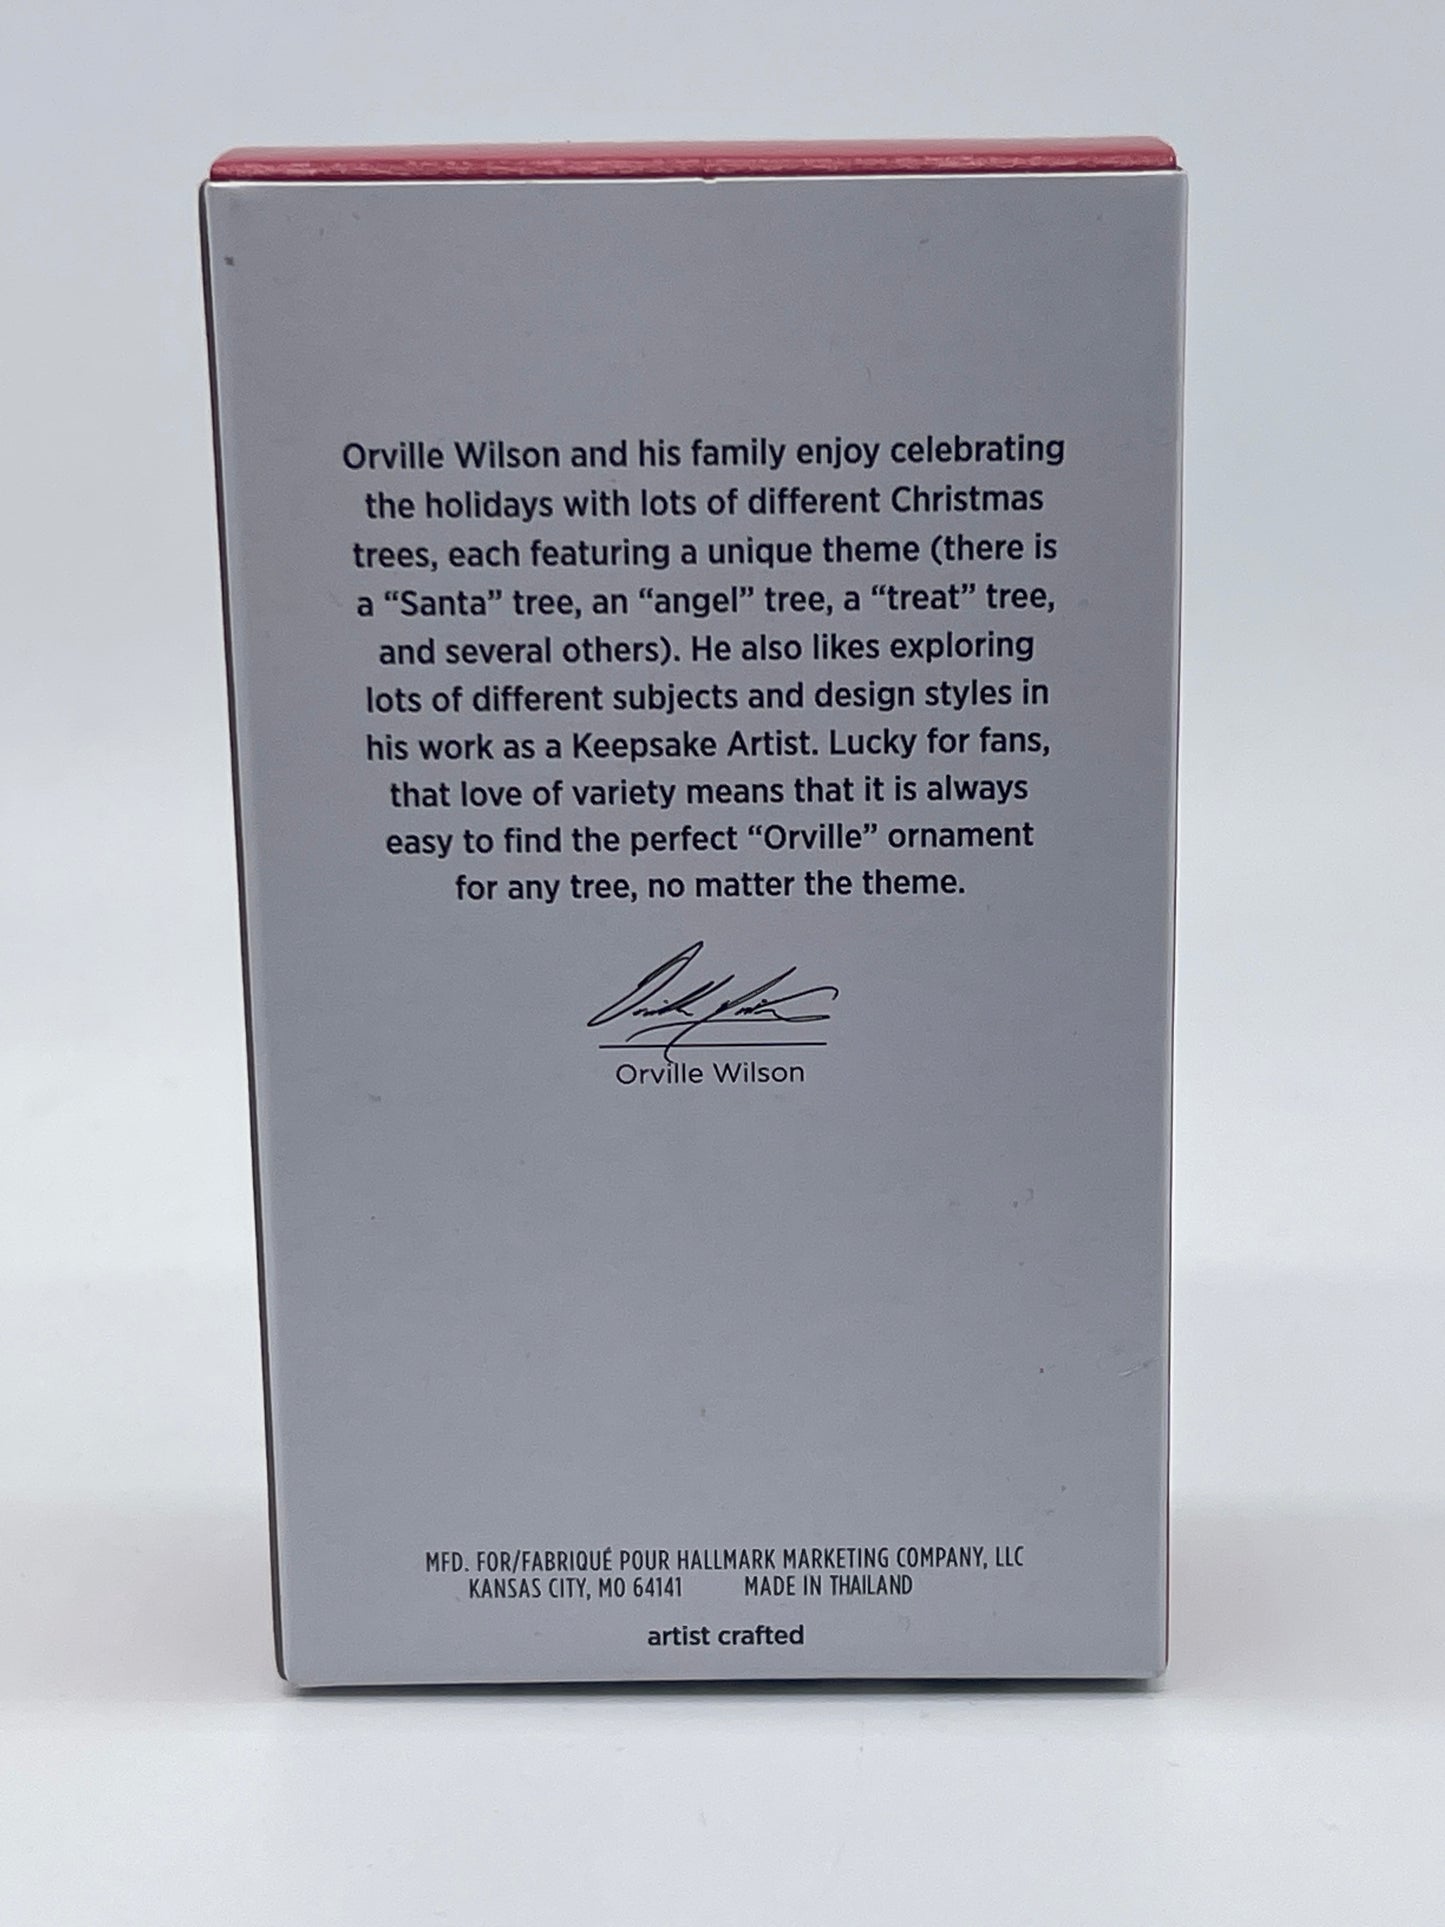 Orville Wilson and his family enjoy celebrating
the holidays with lots of different Christmas
trees, each featuring a unique theme (there is
a “Santa” tree, an “angel” tree, a “treat” tree,
and several others). He also likes exploring
lots of different subjects and design styles in
his work as a Keepsake Artist. Lucky for fans,
that love of variety means that it is always
easy to find the perfect “Orville” ornament
for any tree, no matter the theme.
Orville Wilson
Orville Wilson
MFD. FOR/FABRIQUÉ POUR HALLMARK MARKETING COMPANY, LLC
KANSAS CITY, MO 64141 MADE IN THAILAND
artist crafted